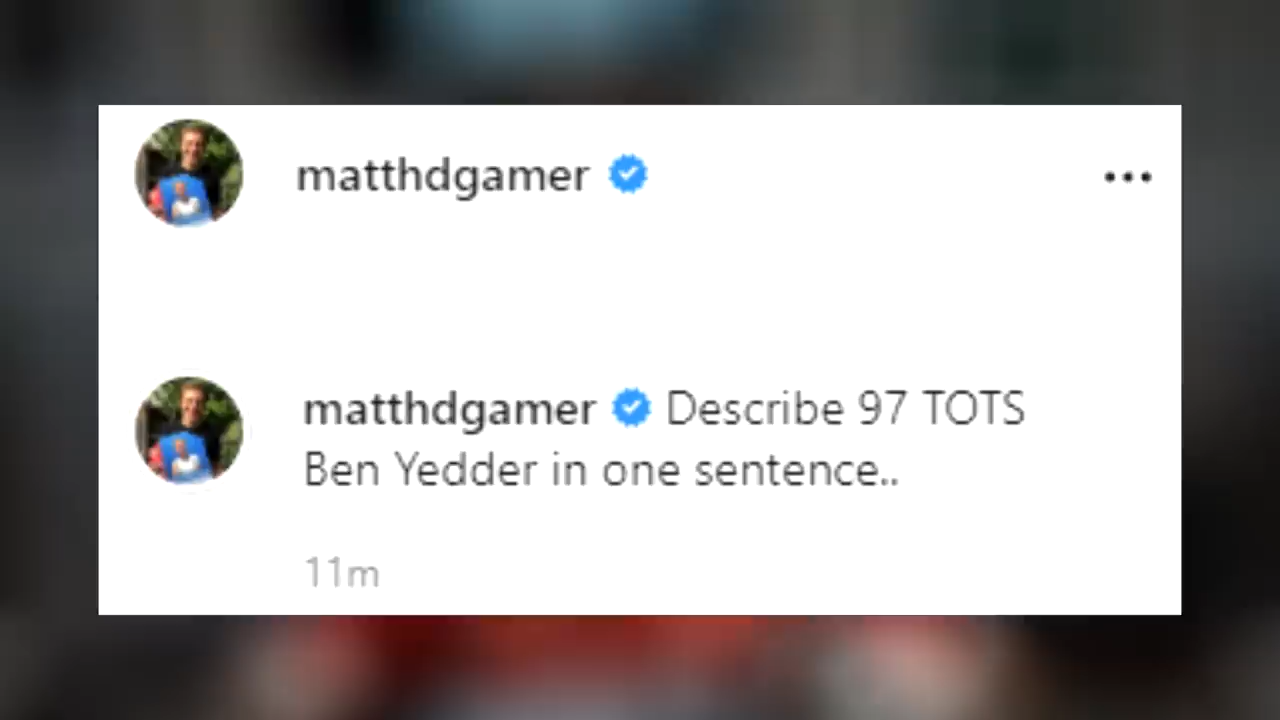 matthdgamer
matthdgamer Describe 97 TOTS
Ben Yedder in one sentence..
11m